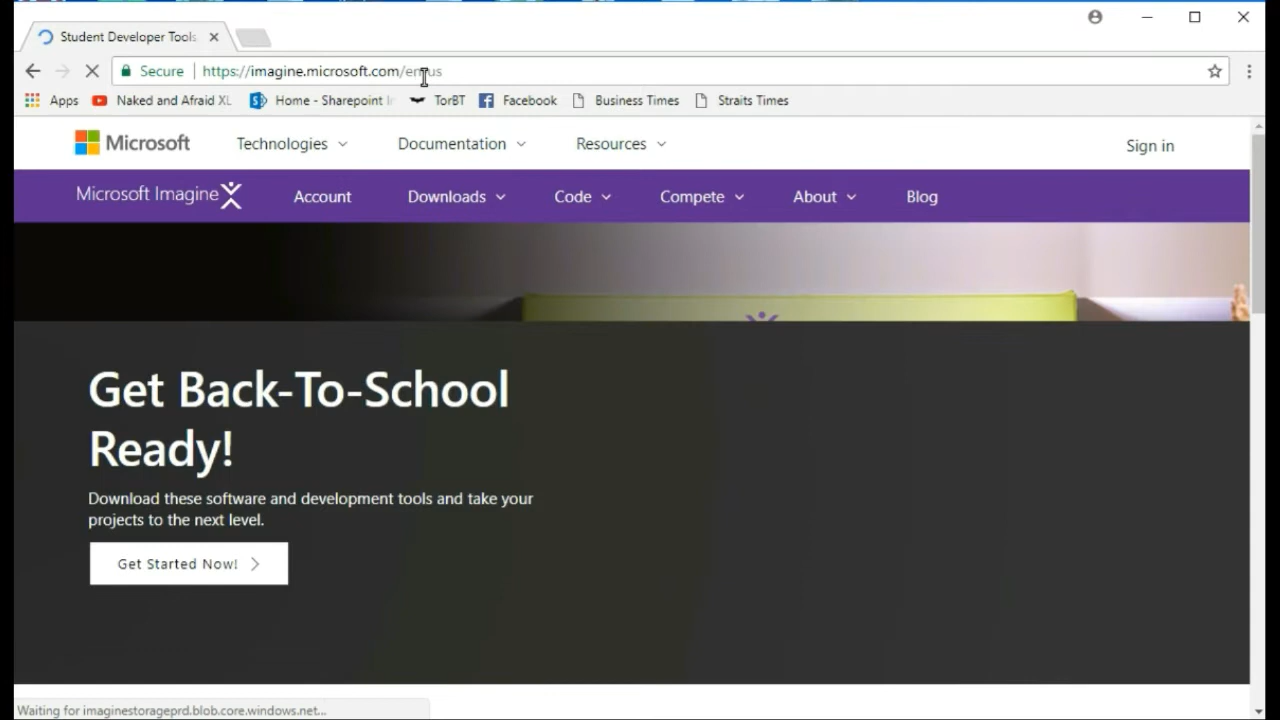 Student Developer Tools
Secure https://imagine.microsoft.com/en-us
Apps Naked and Afraid XL Home - Sharepoint TorBT Facebook Business Times Straits Times
Microsoft Technologies Documentation Resources Sign in
Microsoft Imagine Account Downloads Code Compete About Blog
Get Back-To-School
Ready!
Download these software and development tools and take your
projects to the next level.
Get Started Now!
Waiting for imaginestorageprd.blob.core.windows.net...